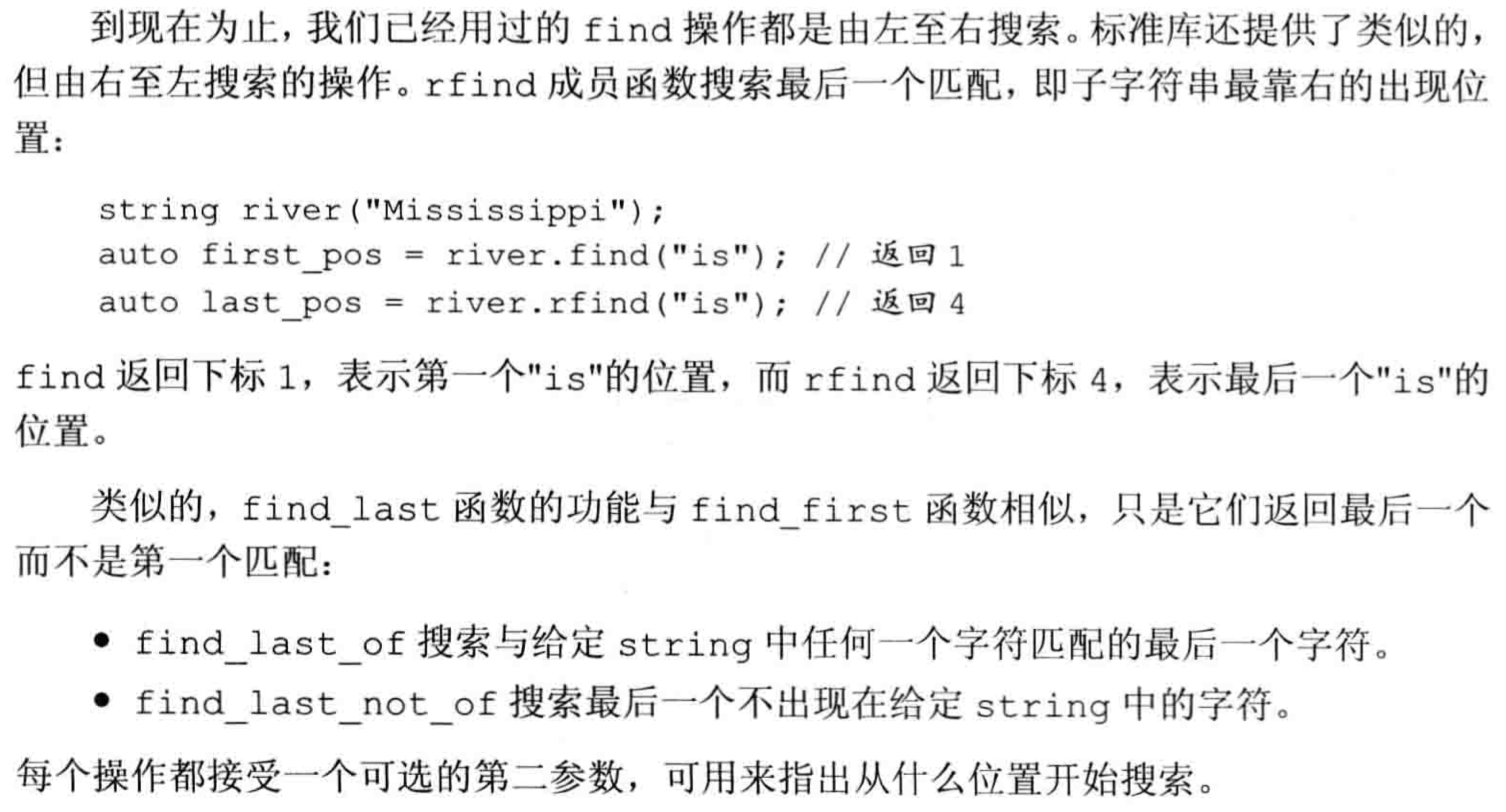 到现在为止,我们已经用过的 find 操作都是由左至右搜索。标准库还提供了类似的,
但由右至左搜索的操作。rfind 成员函数搜索最后一个匹配,即子字符串最靠右的出现位
置:
string river("Mississippi");
auto first_pos = river.find("is"); // 返回 1
auto last_pos = river.rfind("is"); // 返回 4
find 返回下标 1,表示第一个"is"的位置,而 rfind 返回下标 4,表示最后一个"is"的
位置。
类似的,find_last 函数的功能与 find_first 函数相似,只是它们返回最后一个
而不是第一个匹配:
● find_last_of 搜索与给定 string 中任何一个字符匹配的最后一个字符。
● find_last_not_of 搜索最后一个不出现在给定 string 中的字符。
每个操作都接受一个可选的第二参数,可用来指出从什么位置开始搜索。